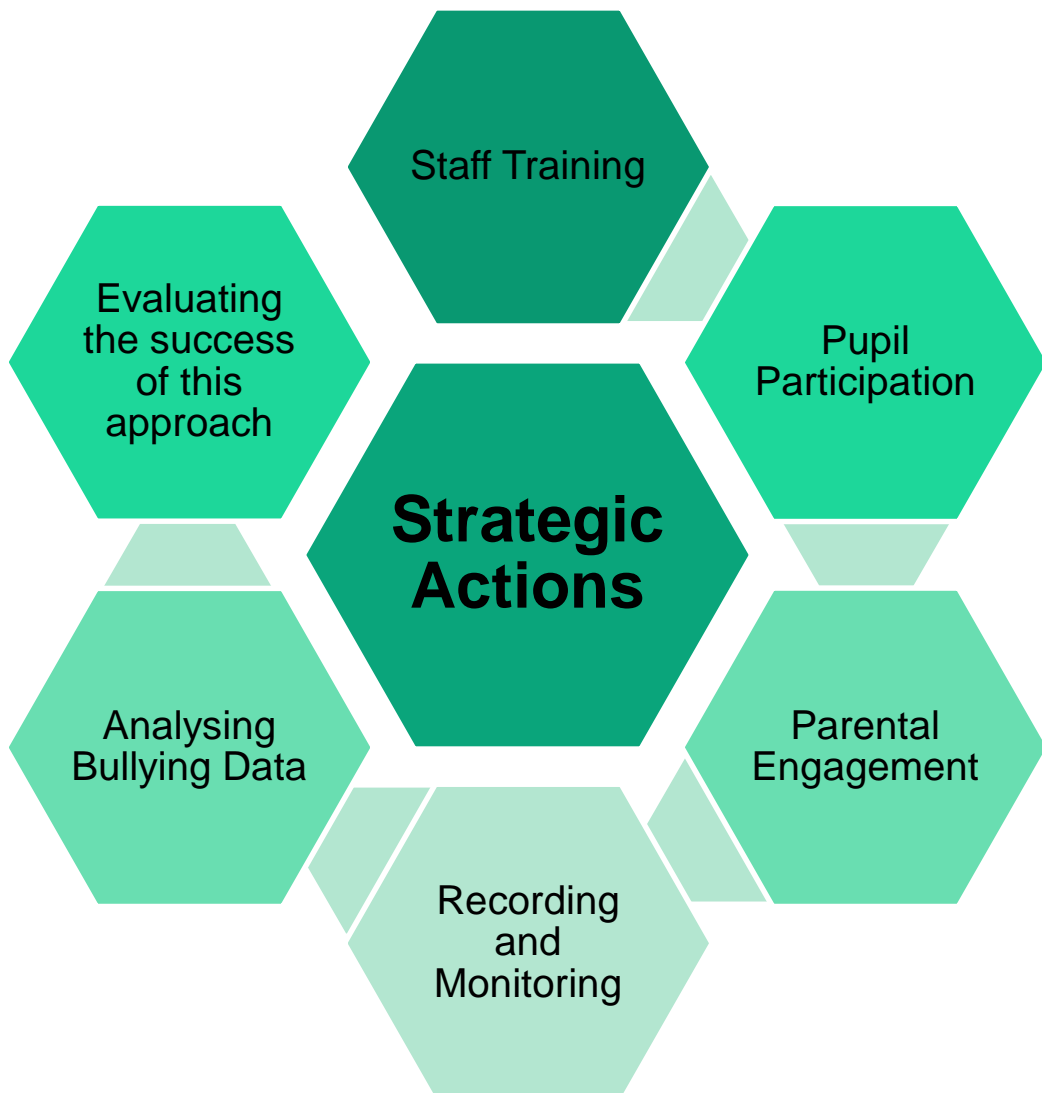 Staff Training
Evaluating
the success
of this
approach
Pupil
Participation
Strategic
Actions
Analysing
Bullying Data
Parental
Engagement
Recording
and
Monitoring